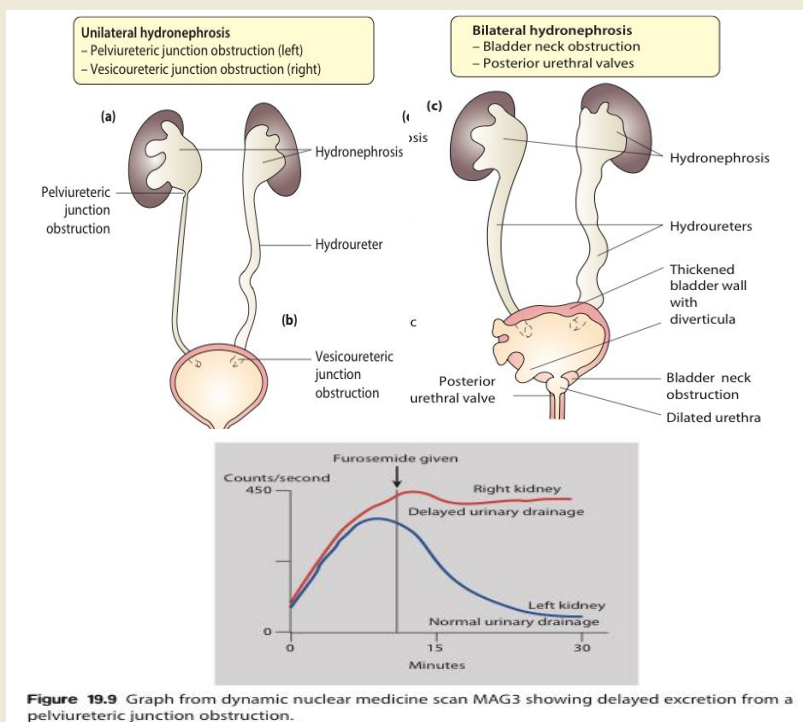 Unilateral hydronephrosis
– Pelviureteric junction obstruction (left)
– Vesicoureteric junction obstruction (right)
Bilateral hydronephrosis
– Bladder neck obstruction
– Posterior urethral valves
(a)
Hydronephrosis
Pelviureteric
junction
obstruction
Hydroureter
(b)
Vesicoureteric
junction
obstruction
(c)
Hydronephrosis
Hydroureters
Thickened
bladder wall
with
diverticula
c
Posterior
urethral valve
Bladder neck
obstruction
Dilated urethra
Furosemide given
Counts/second
450
Right kidney
Delayed urinary drainage
Left kidney
Normal urinary drainage
0
0 15 30
Minutes
Figure 19.9 Graph from dynamic nuclear medicine scan MAG3 showing delayed excretion from a
pelviureteric junction obstruction.